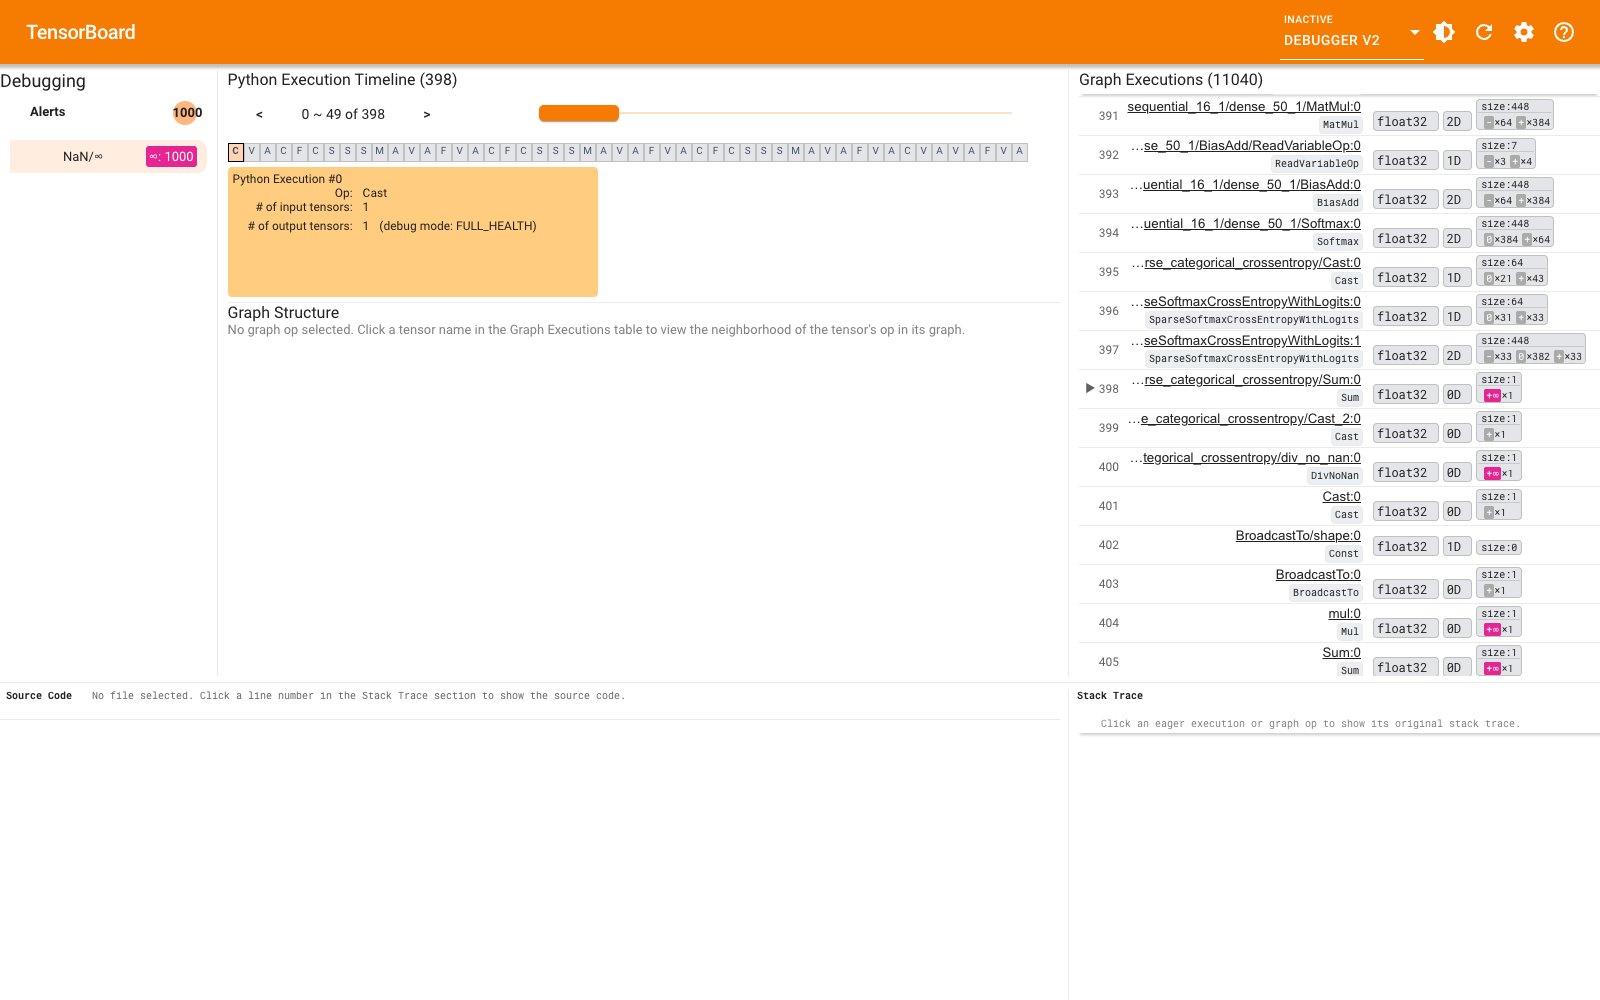 TensorBoard
INACTIVE
DEBUGGER V2
Debugging
Alerts
1000
NaN/∞
∞: 1000
Python Execution Timeline (398)
<
0 ~ 49 of 398
>
C V A C F C S S S M A V A F V A C F C S S S M A V A F V A C F C S S S M A V A F V A C V A V A F V A
Python Execution #0
Op: Cast
# of input tensors: 1
# of output tensors: 1 (debug mode: FULL_HEALTH)
Graph Structure
No graph op selected. Click a tensor name in the Graph Executions table to view the neighborhood of the tensor's op in its graph.
Graph Executions (11040)
391 sequential_16_1/dense_50_1/MatMul:0 float32 2D size:448
MatMul -×64 +×384
392 ...se_50_1/BiasAdd/ReadVariableOp:0 float32 1D size:7
ReadVariableOp -×3 +×4
393 ...uential_16_1/dense_50_1/BiasAdd:0 float32 2D size:448
BiasAdd -×64 +×384
394 ...uential_16_1/dense_50_1/Softmax:0 float32 2D size:448
Softmax 0×384 +×64
395 ...rse_categorical_crossentropy/Cast:0 float32 1D size:64
Cast 0×21 +×43
396 ...seSoftmaxCrossEntropyWithLogits:0 float32 1D size:64
SparseSoftmaxCrossEntropyWithLogits 0×31 +×33
397 ...seSoftmaxCrossEntropyWithLogits:1 float32 2D size:448
SparseSoftmaxCrossEntropyWithLogits -×33 0×382 +×33
398 ...rse_categorical_crossentropy/Sum:0 float32 0D size:1
Sum +∞×1
399 ...e_categorical_crossentropy/Cast_2:0 float32 0D size:1
Cast +×1
400 ...tegorical_crossentropy/div_no_nan:0 float32 0D size:1
DivNoNan +∞×1
401 Cast:0 float32 0D size:1
Cast +×1
402 BroadcastTo/shape:0 float32 1D size:0
Const
403 BroadcastTo:0 float32 0D size:1
BroadcastTo +×1
404 mul:0 float32 0D size:1
Mul +∞×1
405 Sum:0 float32 0D size:1
Sum +∞×1
Source Code No file selected. Click a line number in the Stack Trace section to show the source code.
Stack Trace
Click an eager execution or graph op to show its original stack trace.